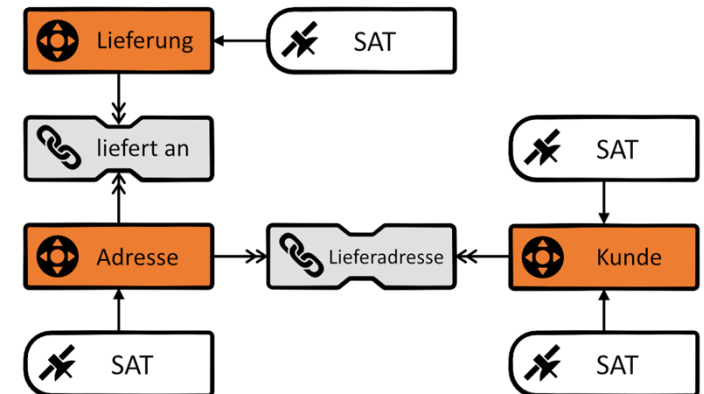 Lieferung
SAT
liefert an
SAT
Adresse
Lieferadresse
Kunde
SAT
SAT